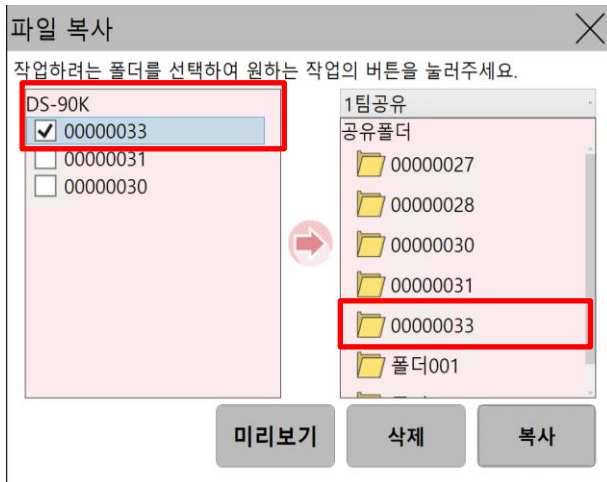 파일 복사
작업하려는 폴더를 선택하여 원하는 작업의 버튼을 눌러주세요.
DS-90K
00000033
00000031
00000030
1팀공유
공유폴더
00000027
00000028
00000030
00000031
00000033
폴더001
미리보기
삭제
복사